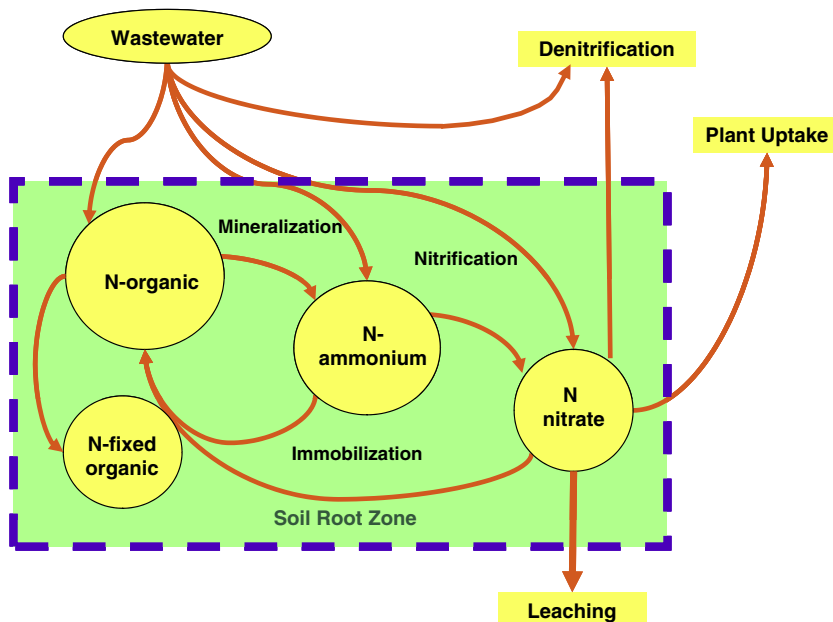 Wastewater
Denitrification
Plant Uptake
Mineralization
Nitrification
N-organic
N-
ammonium
N
nitrate
N-fixed
organic
Immobilization
Soil Root Zone
Leaching